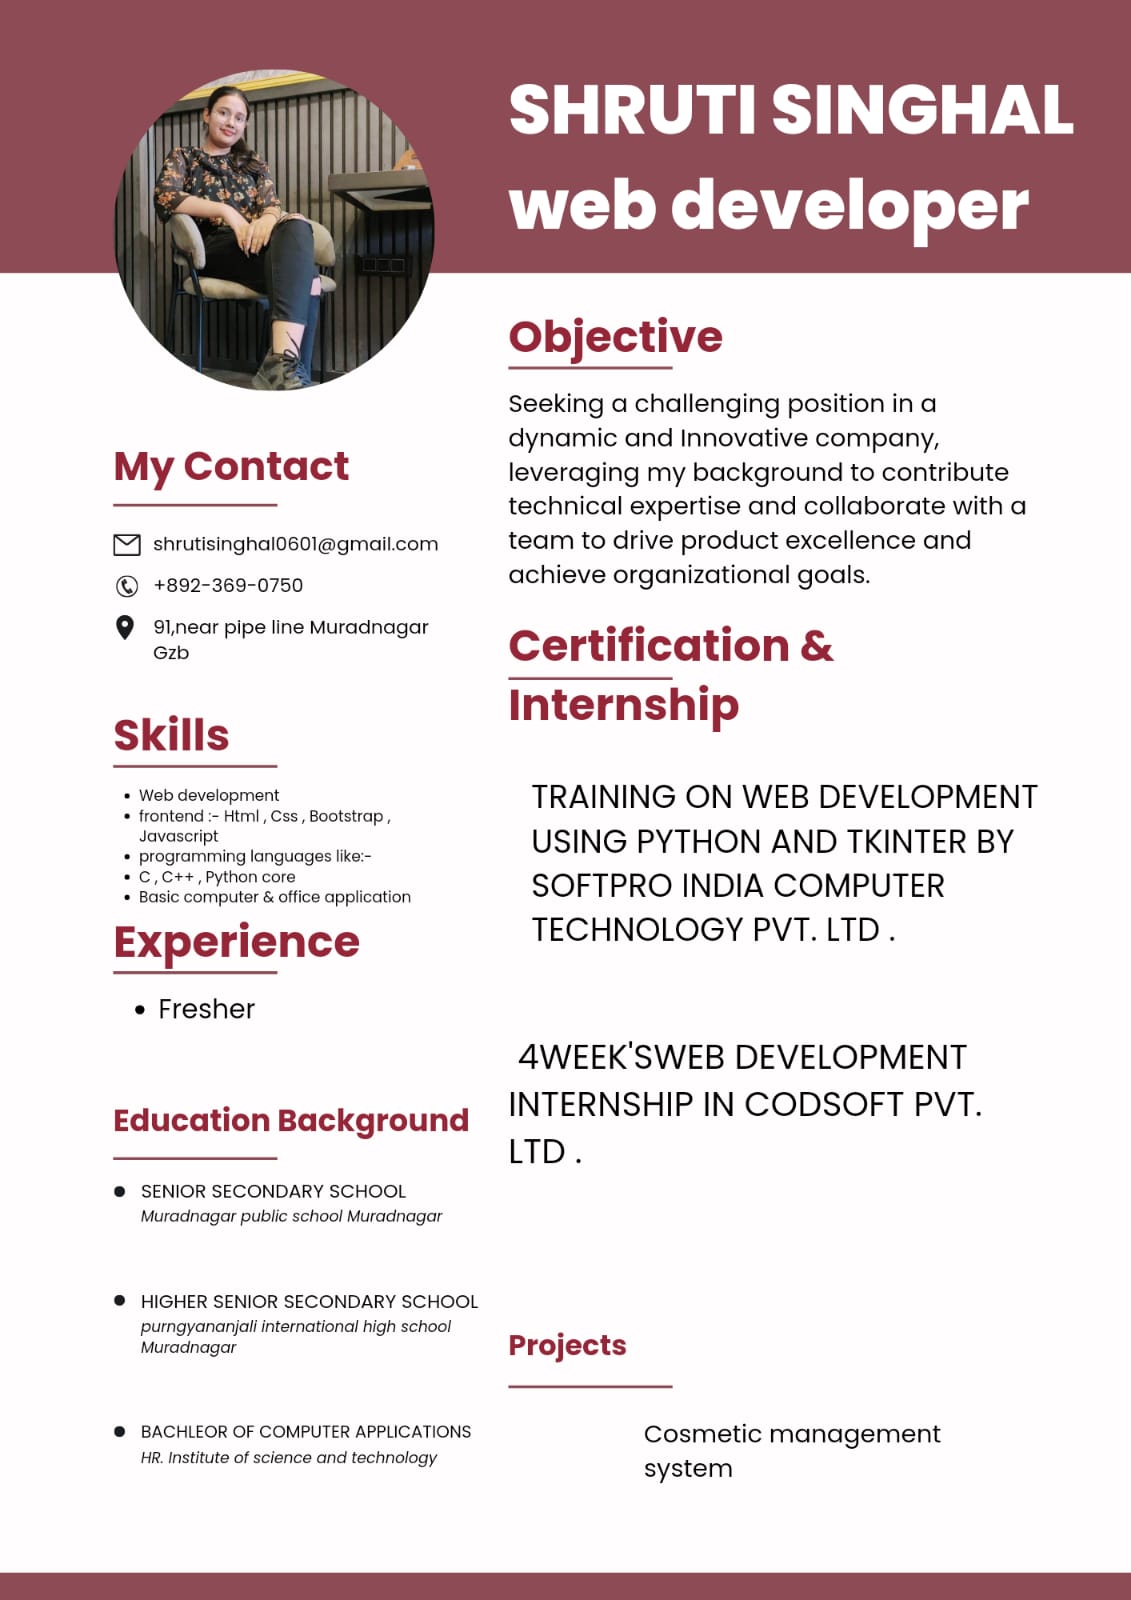 SHRUTI SINGHAL
web developer
My Contact
shrutisinghal0601@gmail.com
+892-369-0750
91,near pipe line Muradnagar
Gzb
Skills
• Web development
• frontend :- Html , Css , Bootstrap ,
Javascript
• programming languages like:-
• C , C++ , Python core
• Basic computer & office application
Experience
• Fresher
Education Background
• SENIOR SECONDARY SCHOOL
Muradnagar public school Muradnagar
• HIGHER SENIOR SECONDARY SCHOOL
purngyananjali international high school
Muradnagar
• BACHLEOR OF COMPUTER APPLICATIONS
HR. Institute of science and technology
Objective
Seeking a challenging position in a
dynamic and Innovative company,
leveraging my background to contribute
technical expertise and collaborate with a
team to drive product excellence and
achieve organizational goals.
Certification &
Internship
TRAINING ON WEB DEVELOPMENT
USING PYTHON AND TKINTER BY
SOFTPRO INDIA COMPUTER
TECHNOLOGY PVT. LTD .
4WEEK'SWEB DEVELOPMENT
INTERNSHIP IN CODSOFT PVT.
LTD .
Projects
Cosmetic management
system